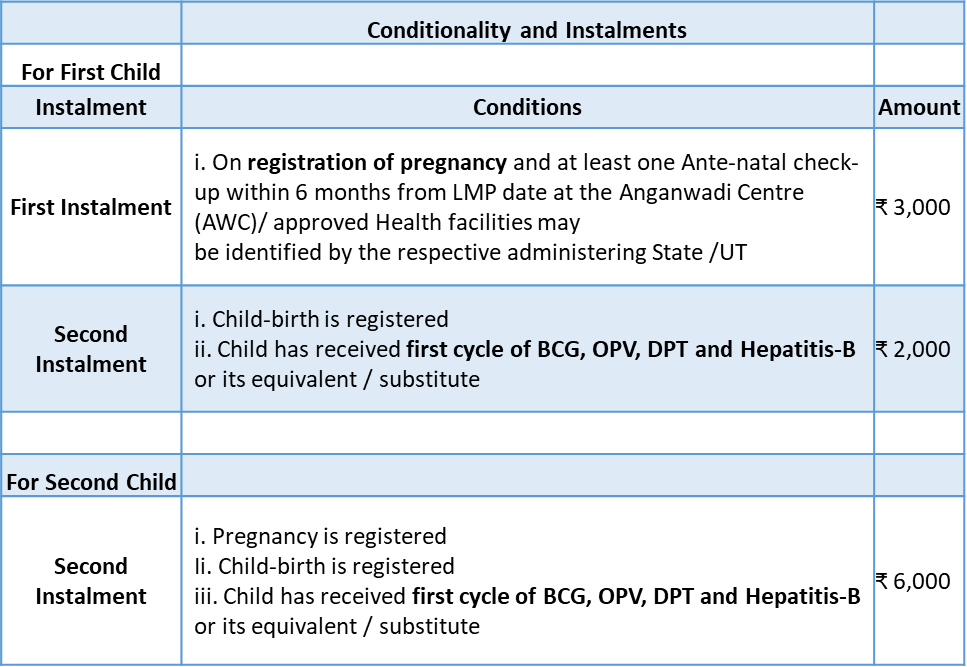 Conditionality and Instalments
For First Child
Instalment
Conditions
Amount
First Instalment
i. On registration of pregnancy and at least one Ante-natal check-
up within 6 months from LMP date at the Anganwadi Centre
(AWC)/ approved Health facilities may
be identified by the respective administering State /UT
₹ 3,000
Second
Instalment
i. Child-birth is registered
ii. Child has received first cycle of BCG, OPV, DPT and Hepatitis-B
or its equivalent / substitute
₹ 2,000
For Second Child
Second
Instalment
i. Pregnancy is registered
Ii. Child-birth is registered
iii. Child has received first cycle of BCG, OPV, DPT and Hepatitis-B
or its equivalent / substitute
₹ 6,000